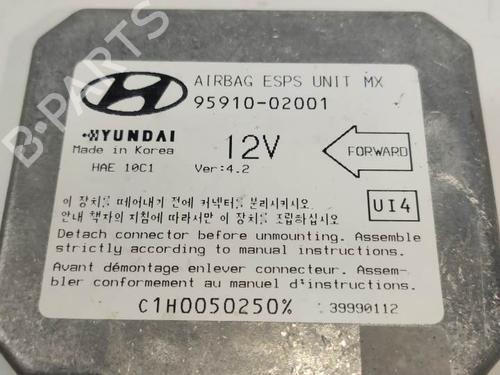 AIRBAG ESPS UNIT MX
95910-02001
HYUNDAI
Made in Korea
HAE 10C1
12V
Ver:4.2
FORWARD
이 장치를 떼어내기 전에 커넥터를 분리시키시오
안내 책자의 지침에 따라서만 이 장치를 조립하십시오
UI4
Detach connector before unmounting. Assemble
strictly according to manual instructions.
Avant démontage enlever connecteur. Assem-
bler conformement au manuel d'instructions.
C1H0050250%
39990112
B-PARTS